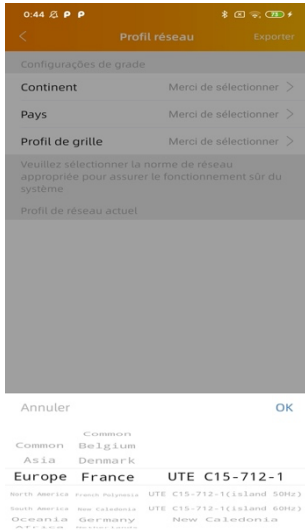 0:44
Profil réseau
Exporter
Configurações de grade
Continent Merci de sélectionner
Pays Merci de sélectionner
Profil de grille Merci de sélectionner
Veuillez sélectionner la norme de réseau
appropriée pour assurer le fonctionnement sûr du
système
Profil de réseau actuel
Annuler OK
Common
Common Belgium
Asia Denmark
Europe France UTE C15-712-1
North America French Polynesia UTE C15-712-1(island 60Hz)
South America New Caledonia UTE C15-712-1(island 50Hz)
Oceania Germany New Caledonia
Africa Netherlands